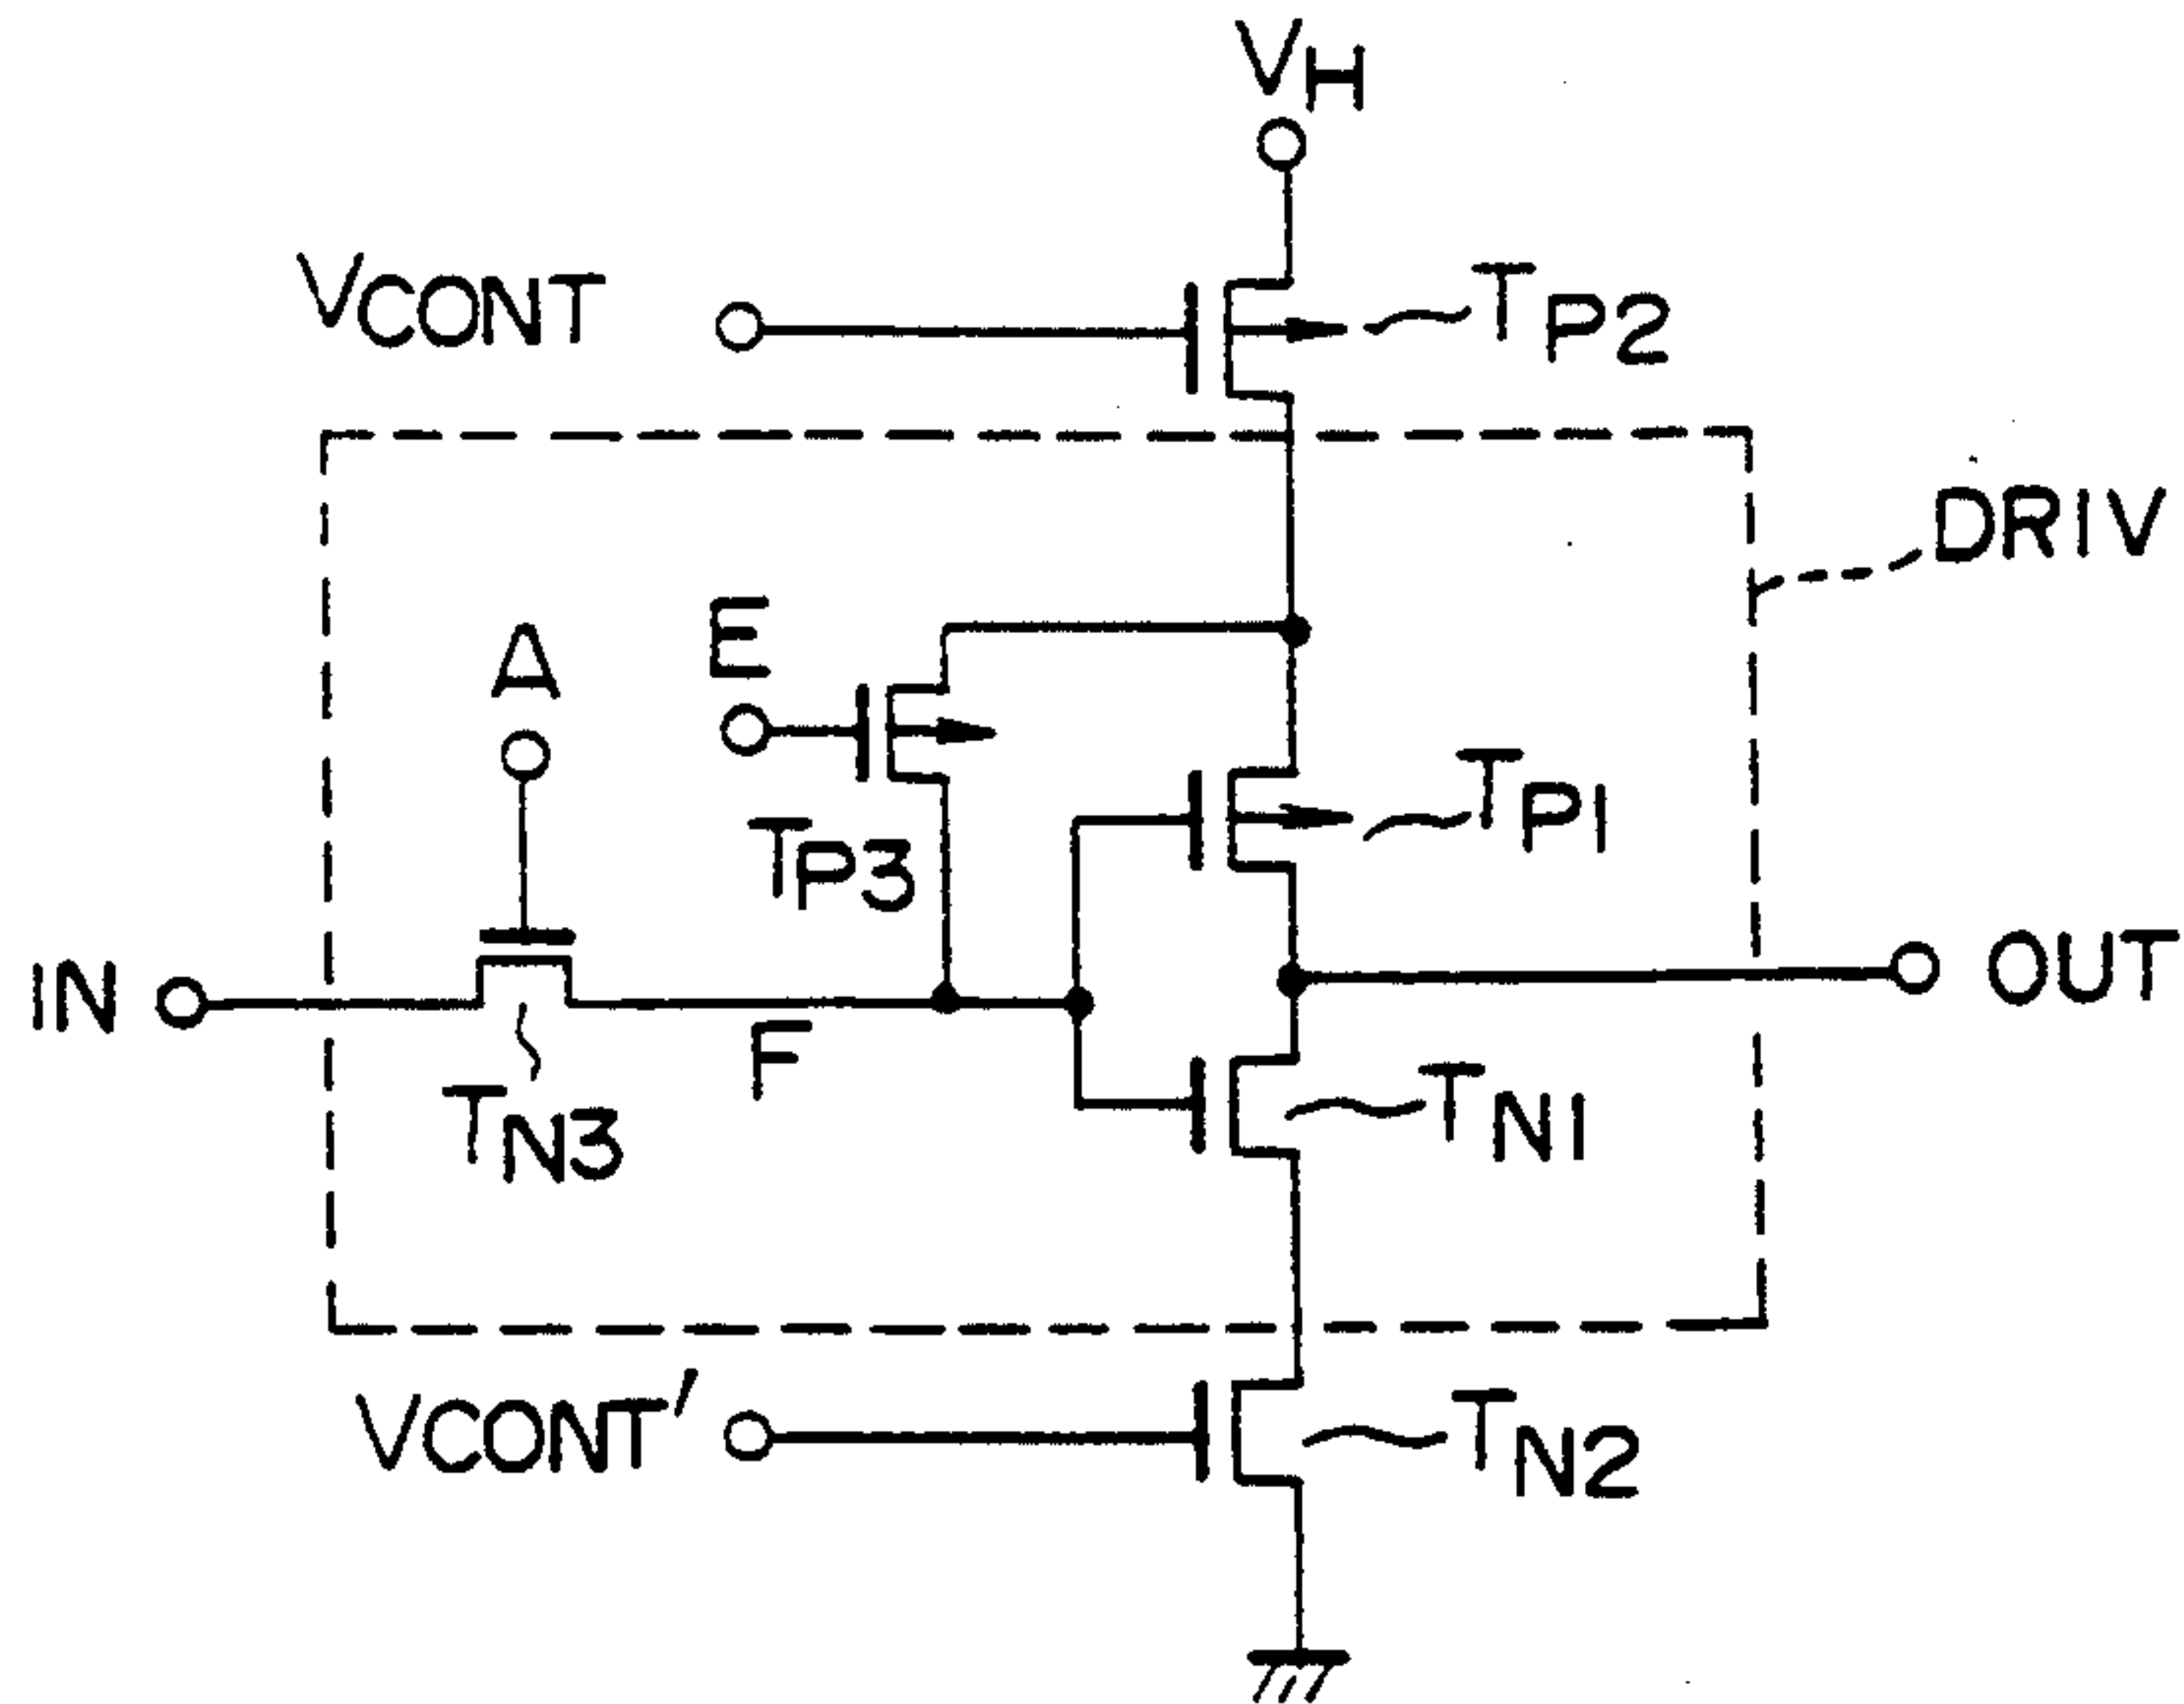 VH
VCONT
TP2
DRIV
E
A
TP1
TP3
IN
OUT
F
TN3
TN1
VCONT'
TN2